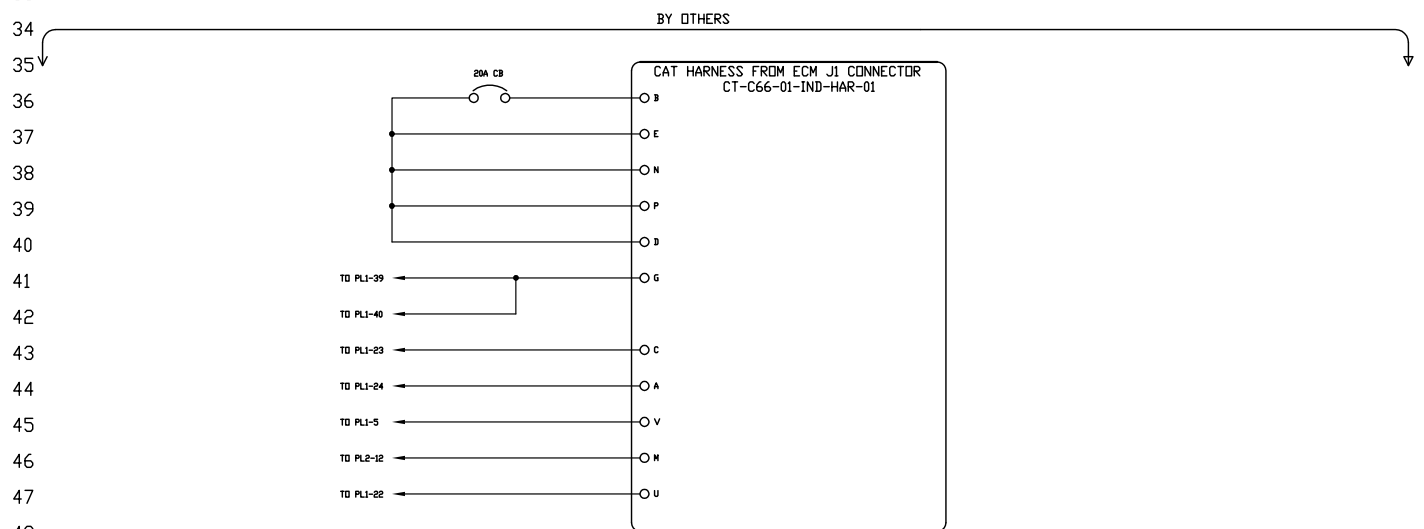 BY OTHERS
34
35
20A CB
CAT HARNESS FROM ECM J1 CONNECTOR
CT-C66-01-IND-HAR-01
36
B
37
E
38
N
39
P
40
D
41
TO PL1-39
G
42
TO PL1-40
43
TO PL1-23
C
44
TO PL1-24
A
45
TO PL1-5
V
46
TO PL2-12
M
47
TO PL1-22
U